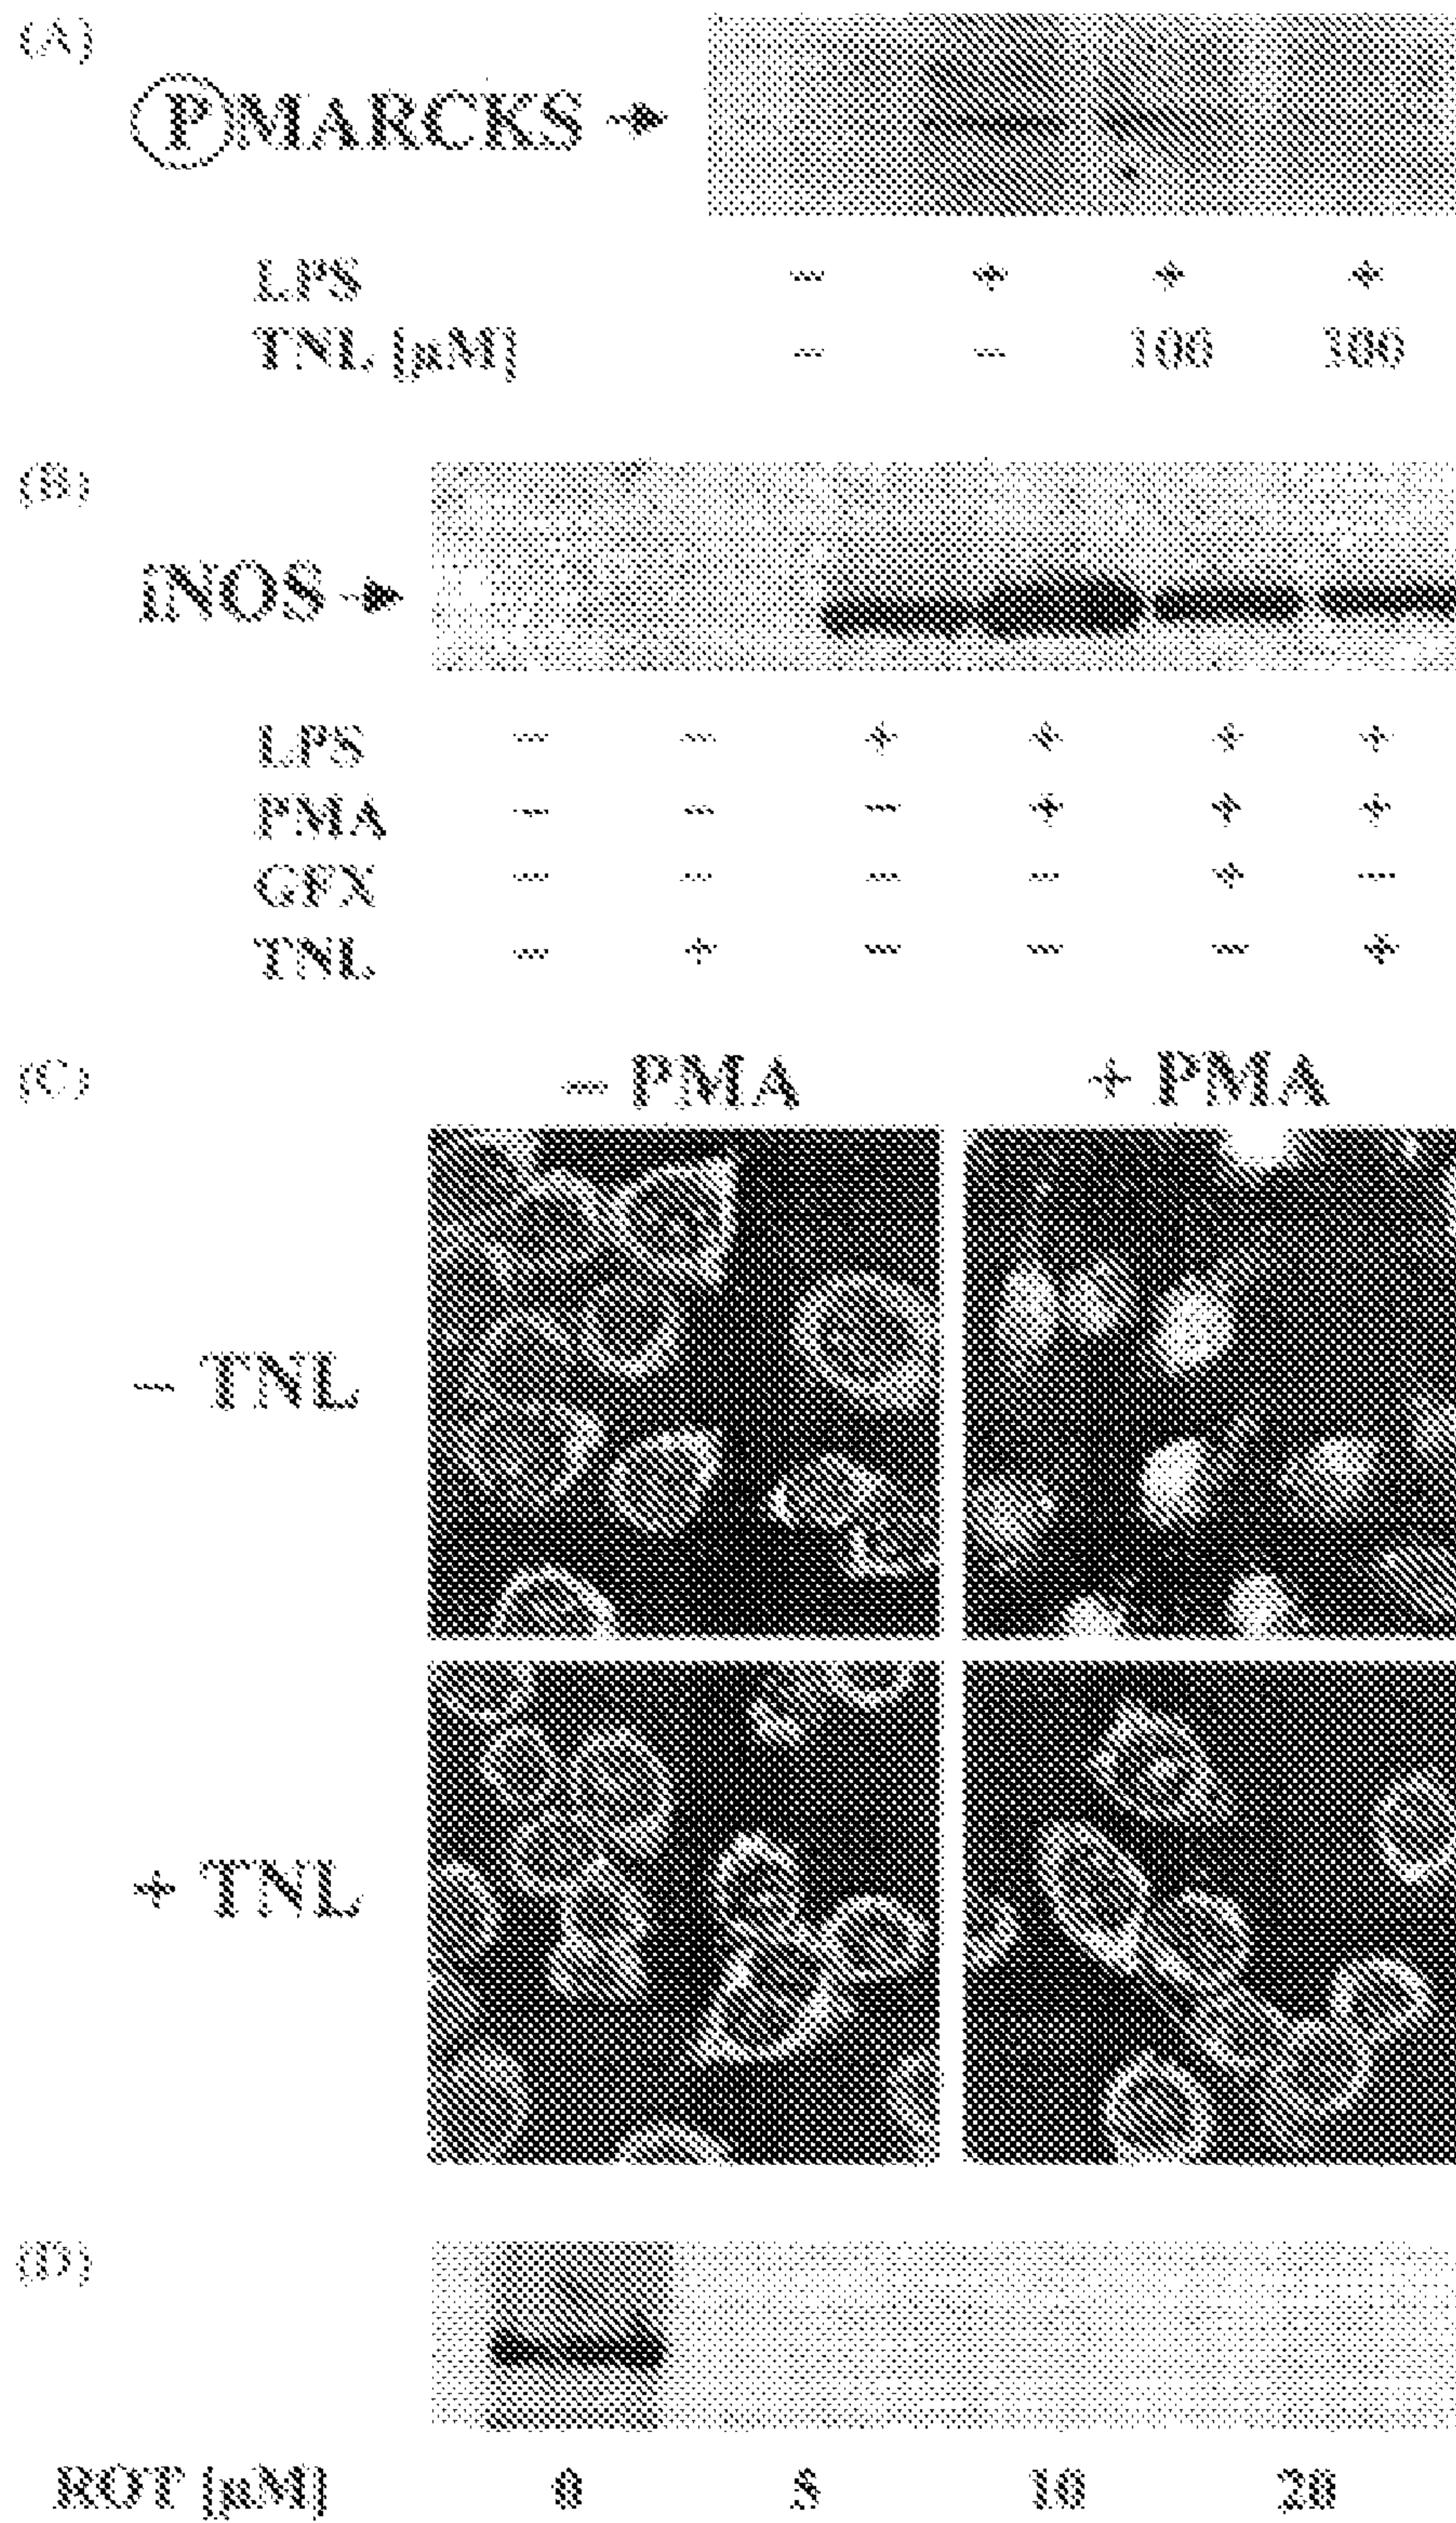 (A)
ⓅMARCKS →
LPS – + + +
TNL [µM] – – 100 300
(B)
iNOS →
LPS – – + + + +
PMA – – – + + +
GFX – – – – + –
TNL – + – – – +
(C)
– PMA + PMA
– TNL
+ TNL
(D)
ROT [µM] 0 5 10 20